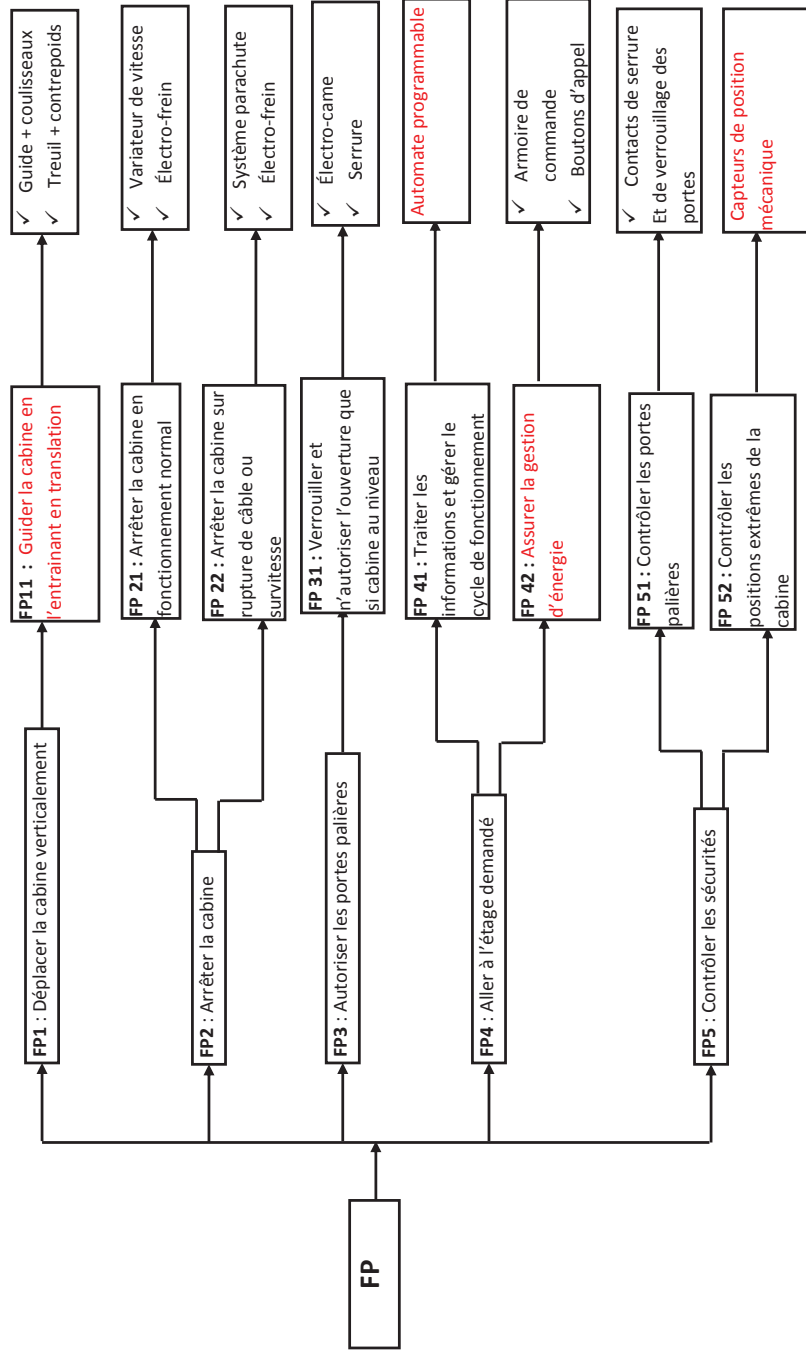 FP
FP1 : Déplacer la cabine verticalement
FP2 : Arrêter la cabine
FP3 : Autoriser les portes palières
FP4 : Aller à l'étage demandé
FP5 : Contrôler les sécurités
FP11 : Guider la cabine en
l'entrainant en translation
FP 21 : Arrêter la cabine en
fonctionnement normal
FP 22 : Arrêter la cabine sur
rupture de câble ou
survitesse
FP 31 : Verrouiller et
n'autoriser l'ouverture que
si cabine au niveau
FP 41 : Traiter les
informations et gérer le
cycle de fonctionnement
FP 42 : Assurer la gestion
d'énergie
FP 51 : Contrôler les portes
palières
FP 52 : Contrôler les
positions extrêmes de la
cabine
✓ Guide + coulisseaux
✓ Treuil + contrepoids
✓ Variateur de vitesse
✓ Électro-frein
✓ Système parachute
✓ Électro-frein
✓ Électro-came
✓ Serrure
Automate programmable
✓ Armoire de
commande
✓ Boutons d'appel
✓ Contacts de serrure
Et de verrouillage des
portes
Capteurs de position
mécanique